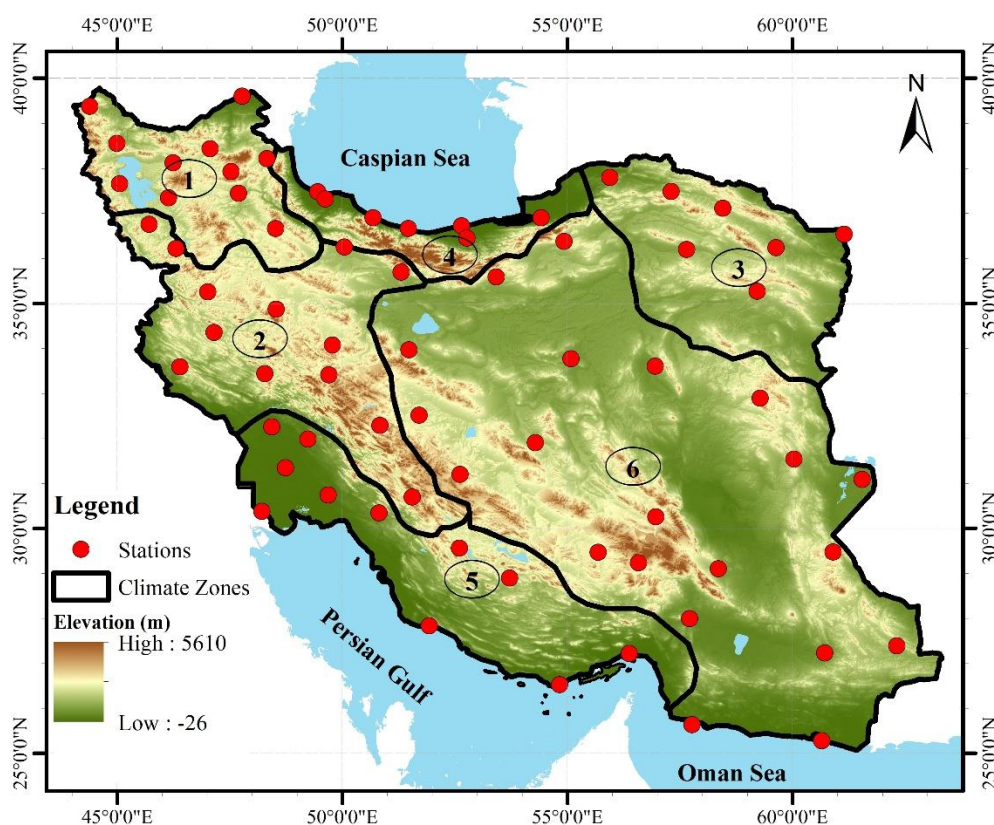 45°0'0"E 50°0'0"E 55°0'0"E 60°0'0"E
40°0'0"N
40°0'0"N
N
Caspian Sea
1
4
3
35°0'0"N
35°0'0"N
2
6
Legend
Stations
Climate Zones
Elevation (m)
High : 5610
Low : -26
30°0'0"N
30°0'0"N
5
Persian Gulf
25°0'0"N
25°0'0"N
Oman Sea
45°0'0"E 50°0'0"E 55°0'0"E 60°0'0"E